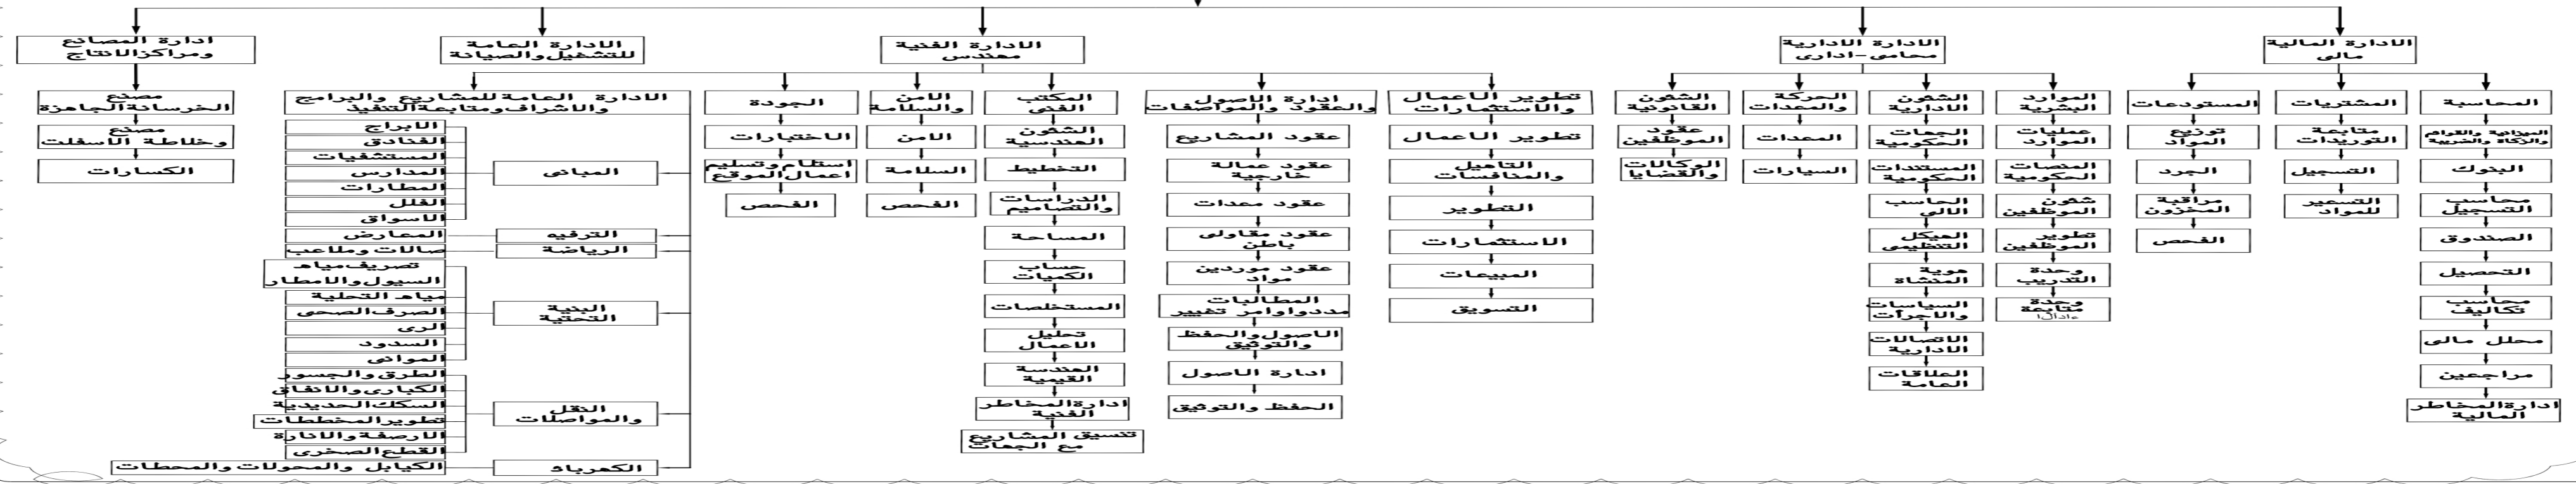 الادارة المالية
مالى
المحاسبة
الميزانية والقوائم
والزكاة والضريبة
البنوك
محاسب
التسجيل
الصندوق
التحصيل
محاسب
تكاليف
محلل مالى
مراجعين
ادارة المخاطر
المالية
المشتريات
متابعة
التوريدات
التسجيل
التسعير
للمواد
المستودعات
توزيع
المواد
الجرد
مراقبة
المخزون
الفحص
الادارة الادارية
محامى-ادارى
الموارد
البشرية
عمليات
الموارد
المنصات
الحكومية
شئون
الموظفين
تطوير
الموظفين
وحدة
التدريب
وحدة
متابعة
الشئون
الادارية
الجهات
الحكومية
المستندات
الحكومية
الحاسب
الالى
الهيكل
التنظيمى
هوية
المنشاة
السياسات
والاجرأت
الاتصالات
الادارية
العلاقات
العامة
الحركة
والمعدات
المعدات
السيارات
الشئون
القانونية
عقود
الموظفين
الوكالات
والقضايا
الادارة الفنية
مهندس
تطوير الاعمال
والاستثمارات
تطوير الاعمال
التاهيل
والمنافسات
التطوير
الاستثمارات
المبيعات
التسويق
ادارة الاصول
والعقود والمواصفات
عقود المشاريع
عقود عمالة
خارجية
عقود معدات
عقود مقاولى
باطن
عقود موردين
مواد
المطالبات
مدد واوامر تغيير
الاصول والحفظ
والتوثيق
ادارة الاصول
الحفظ والتوثيق
المكتب
الفنى
الشئون
الهندسية
التخطيط
الدراسات
والتصاميم
المساحة
حساب
الكميات
المستخلصات
تحليل
الاعمال
الهندسة
القيمية
ادارة المخاطر
الفنية
تنسيق المشاريع
مع الجهات
الامن
والسلامة
الامن
السلامة
الفحص
الجودة
الاختبارات
استلام وتسليم
اعمال الموقع
الفحص
الادارة العامة للمشاريع والبرامج
والاشراف ومتابعة التنفيذ
المبانى
الابراج
الفنادق
المستشفيات
المدارس
المطارات
الفلل
الاسواق
الترفيه
المعارض
الرياضة
صالات وملاعب
البنية
التحتية
تصريف مياه
السيول والامطار
مياه التحلية
الصرف الصحى
الرى
السدود
الموانى
النقل
والمواصلات
الطرق والجسور
الكبارى والانفاق
السكك الحديدية
تطوير المخططات
الارصفة والانارة
القطع الصخرى
الكهرباء
الكيابل والمحولات والمحطات
الادارة العامة
للتشغيل والصيانة
ادارة المصانع
ومراكز الانتاج
مصنع
الخرسانة الجاهزة
مصنع
وخلاطة الاسفلت
الكسارات